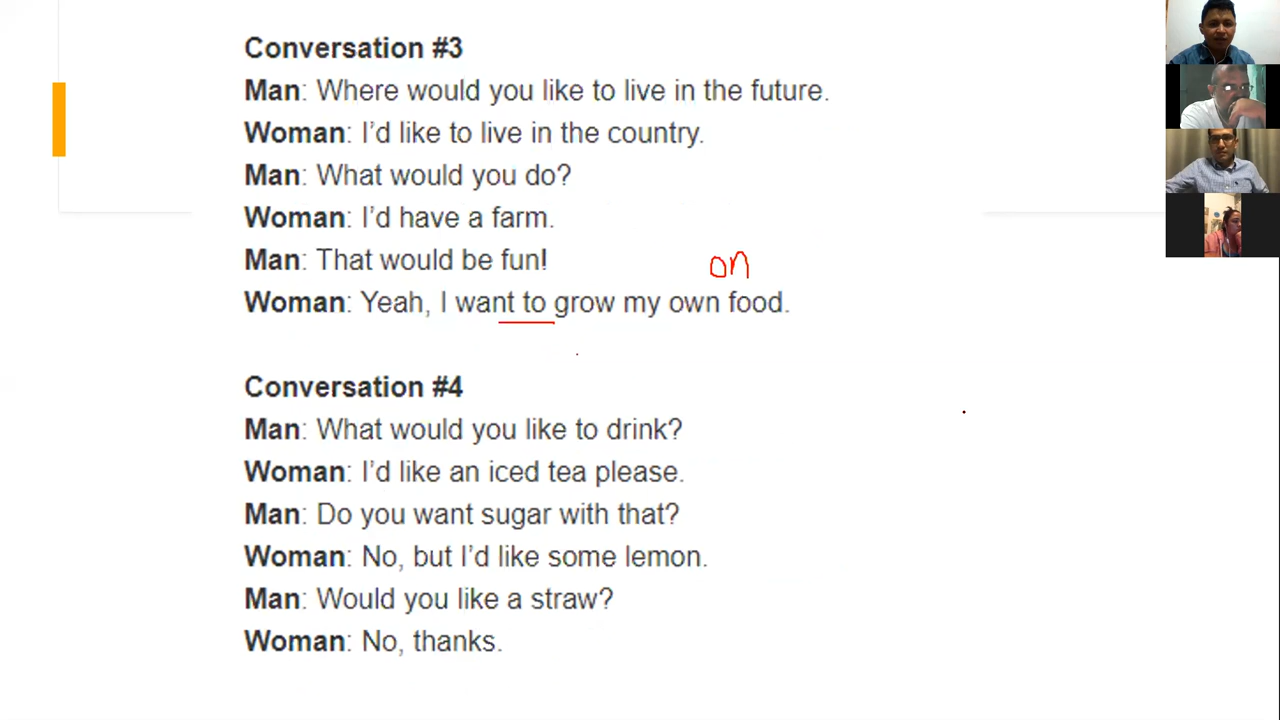 Conversation #3
Man: Where would you like to live in the future.
Woman: I’d like to live in the country.
Man: What would you do?
Woman: I’d have a farm.
Man: That would be fun!
on
Woman: Yeah, I want to grow my own food.
Conversation #4
Man: What would you like to drink?
Woman: I’d like an iced tea please.
Man: Do you want sugar with that?
Woman: No, but I’d like some lemon.
Man: Would you like a straw?
Woman: No, thanks.